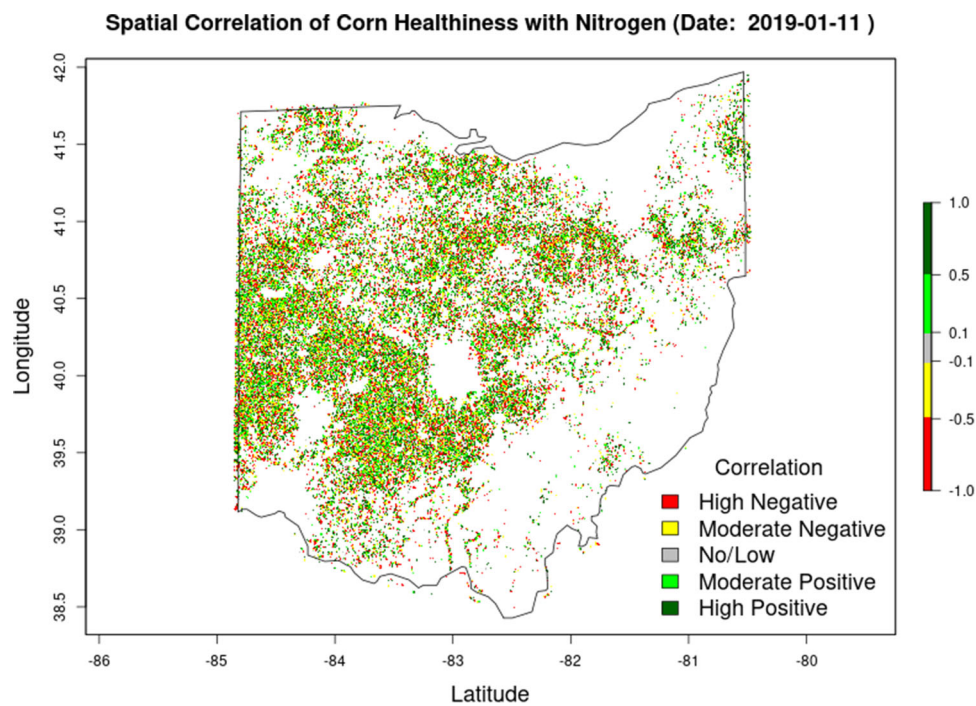 Spatial Correlation of Corn Healthiness with Nitrogen (Date:  2019-01-11 )
42.0
41.5
41.0
40.5
40.0
39.5
39.0
38.5
Longitude
-86
-85
-84
-83
-82
-81
-80
Latitude
Correlation
High Negative
Moderate Negative
No/Low
Moderate Positive
High Positive
1.0
0.5
0.1
-0.1
-0.5
-1.0